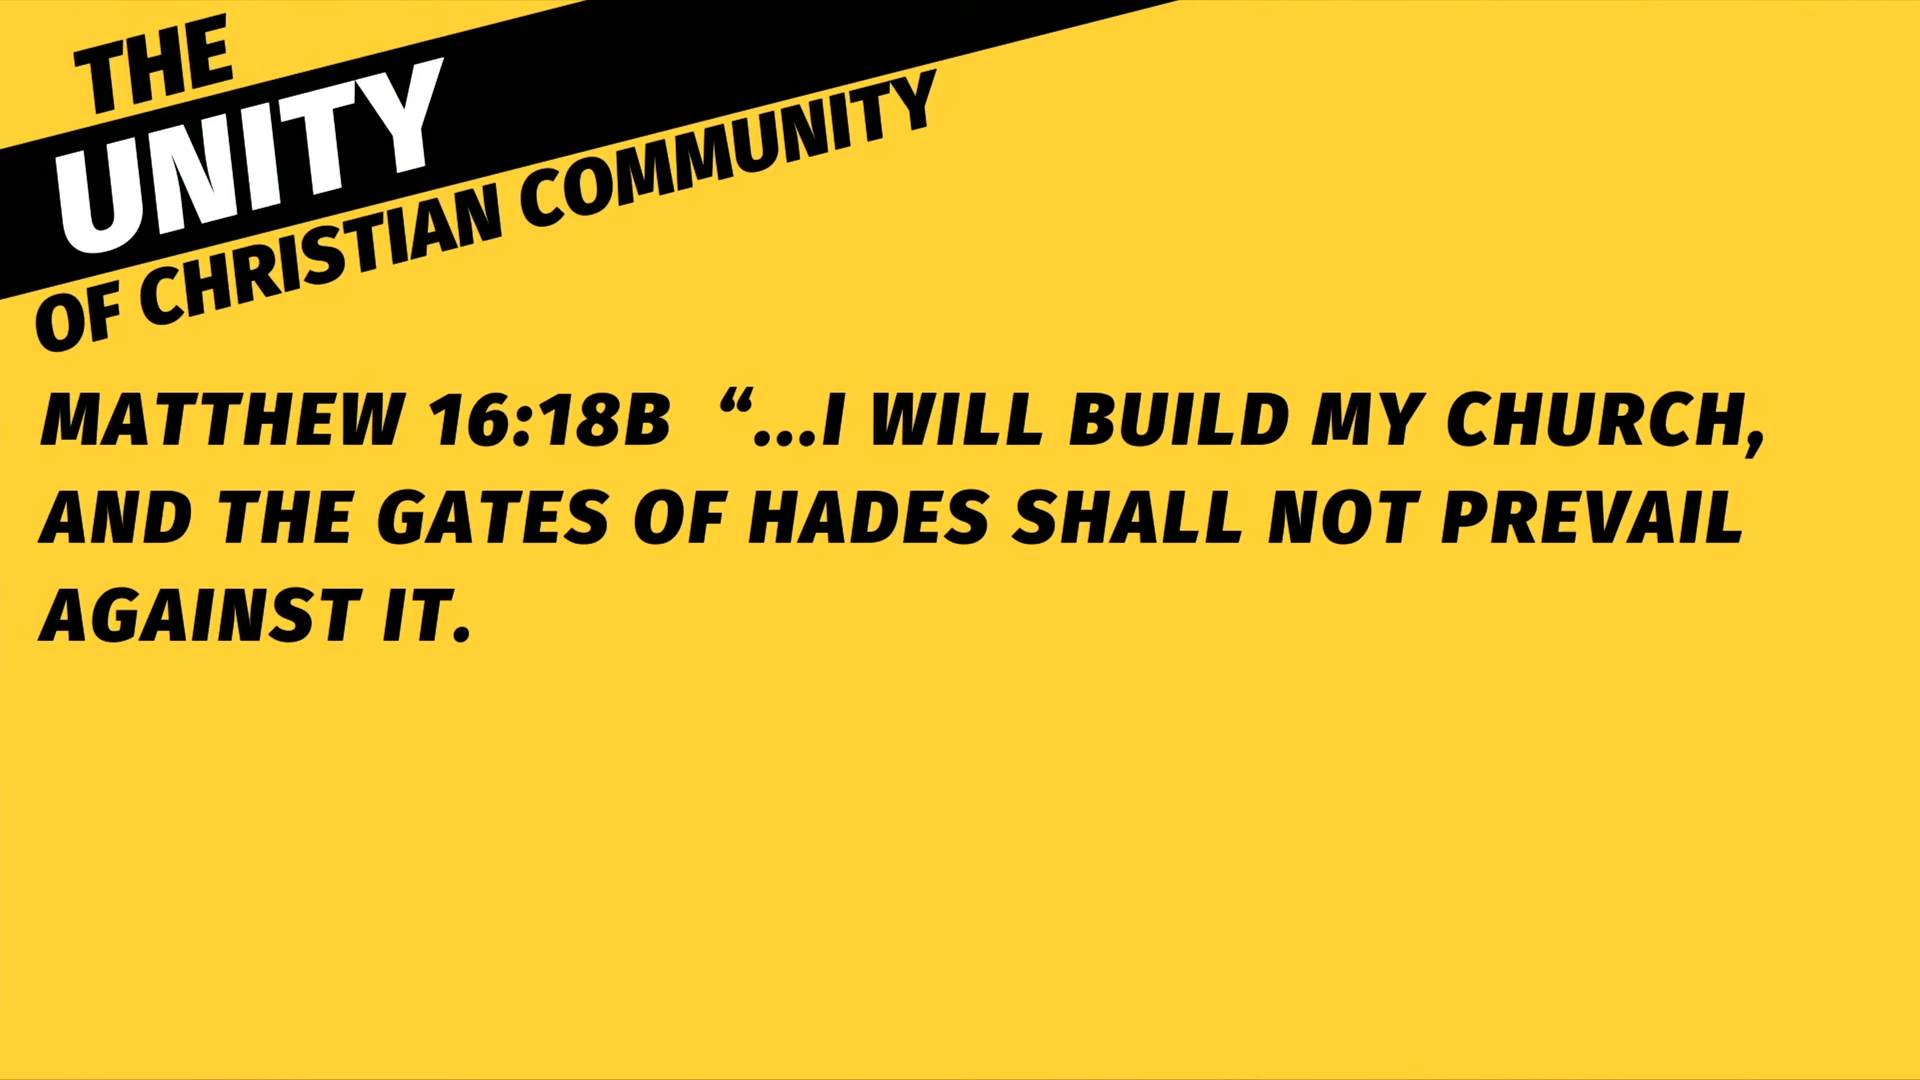 THE
UNITY
OF CHRISTIAN COMMUNITY
MATTHEW 16:18B “...I WILL BUILD MY CHURCH,
AND THE GATES OF HADES SHALL NOT PREVAIL
AGAINST IT.